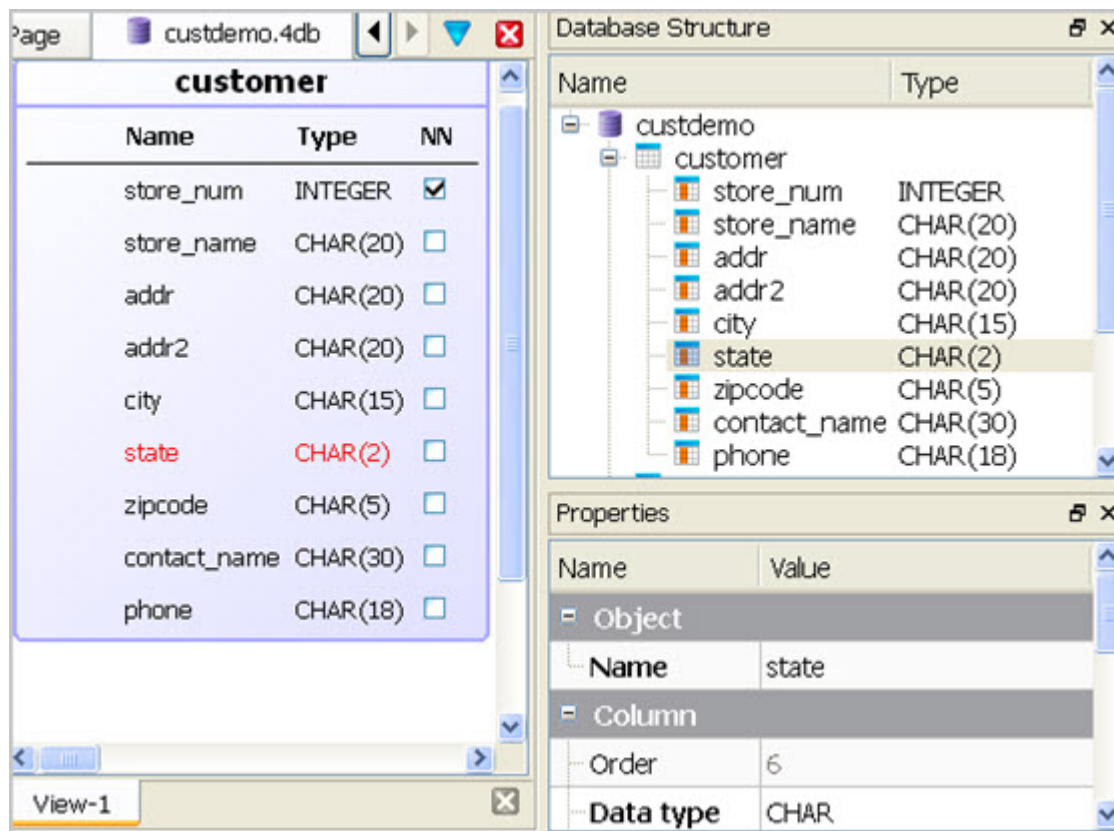 Page
custdemo.4db
customer
Name Type NN
store_num INTEGER
store_name CHAR(20)
addr CHAR(20)
addr2 CHAR(20)
city CHAR(15)
state CHAR(2)
zipcode CHAR(5)
contact_name CHAR(30)
phone CHAR(18)
View-1
Database Structure
Name Type
custdemo
customer
store_num INTEGER
store_name CHAR(20)
addr CHAR(20)
addr2 CHAR(20)
city CHAR(15)
state CHAR(2)
zipcode CHAR(5)
contact_name CHAR(30)
phone CHAR(18)
Properties
Name Value
Object
Name state
Column
Order 6
Data type CHAR